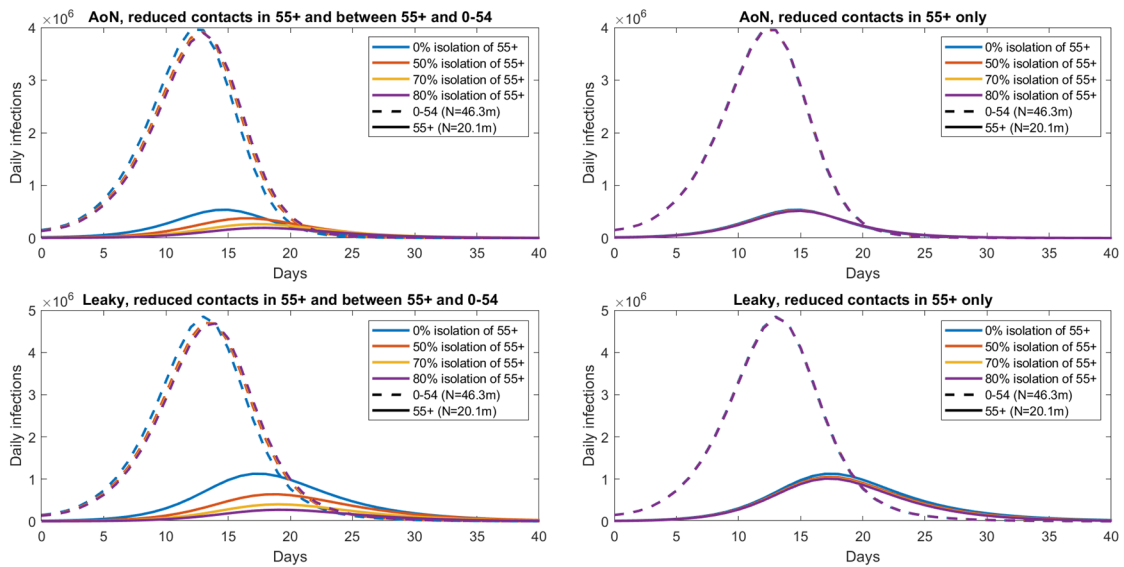 AoN, reduced contacts in 55+ and between 55+ and 0-54
×10⁶
4
3
2
1
0
Daily infections
0 5 10 15 20 25 30 35 40
Days
0% isolation of 55+
50% isolation of 55+
70% isolation of 55+
80% isolation of 55+
0-54 (N=46.3m)
55+ (N=20.1m)
AoN, reduced contacts in 55+ only
×10⁶
4
3
2
1
0
Daily infections
0 5 10 15 20 25 30 35 40
Days
0% isolation of 55+
50% isolation of 55+
70% isolation of 55+
80% isolation of 55+
0-54 (N=46.3m)
55+ (N=20.1m)
Leaky, reduced contacts in 55+ and between 55+ and 0-54
×10⁶
5
4
3
2
1
0
Daily infections
0 5 10 15 20 25 30 35 40
Days
0% isolation of 55+
50% isolation of 55+
70% isolation of 55+
80% isolation of 55+
0-54 (N=46.3m)
55+ (N=20.1m)
Leaky, reduced contacts in 55+ only
×10⁶
5
4
3
2
1
0
Daily infections
0 5 10 15 20 25 30 35 40
Days
0% isolation of 55+
50% isolation of 55+
70% isolation of 55+
80% isolation of 55+
0-54 (N=46.3m)
55+ (N=20.1m)